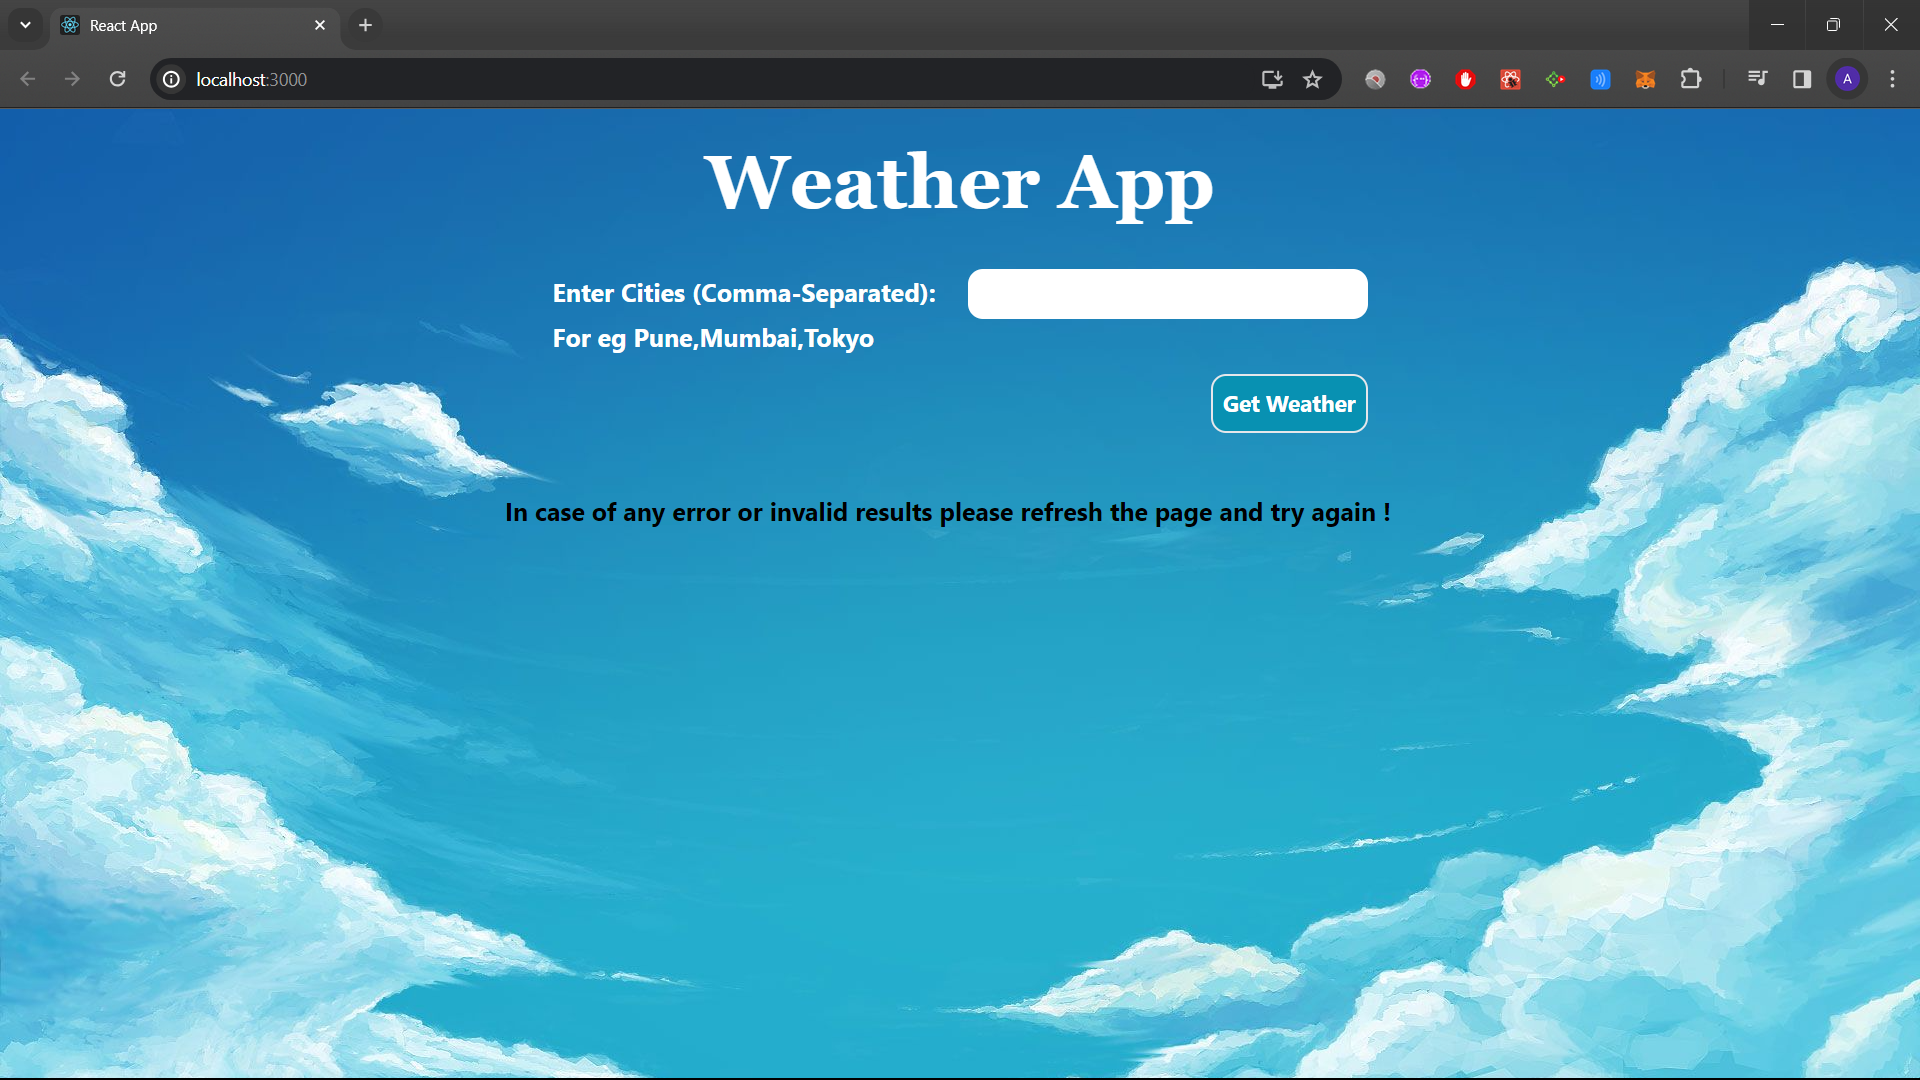 React App
localhost:3000
A
Weather App
Enter Cities (Comma-Separated):
For eg Pune,Mumbai,Tokyo
Get Weather
In case of any error or invalid results please refresh the page and try again !